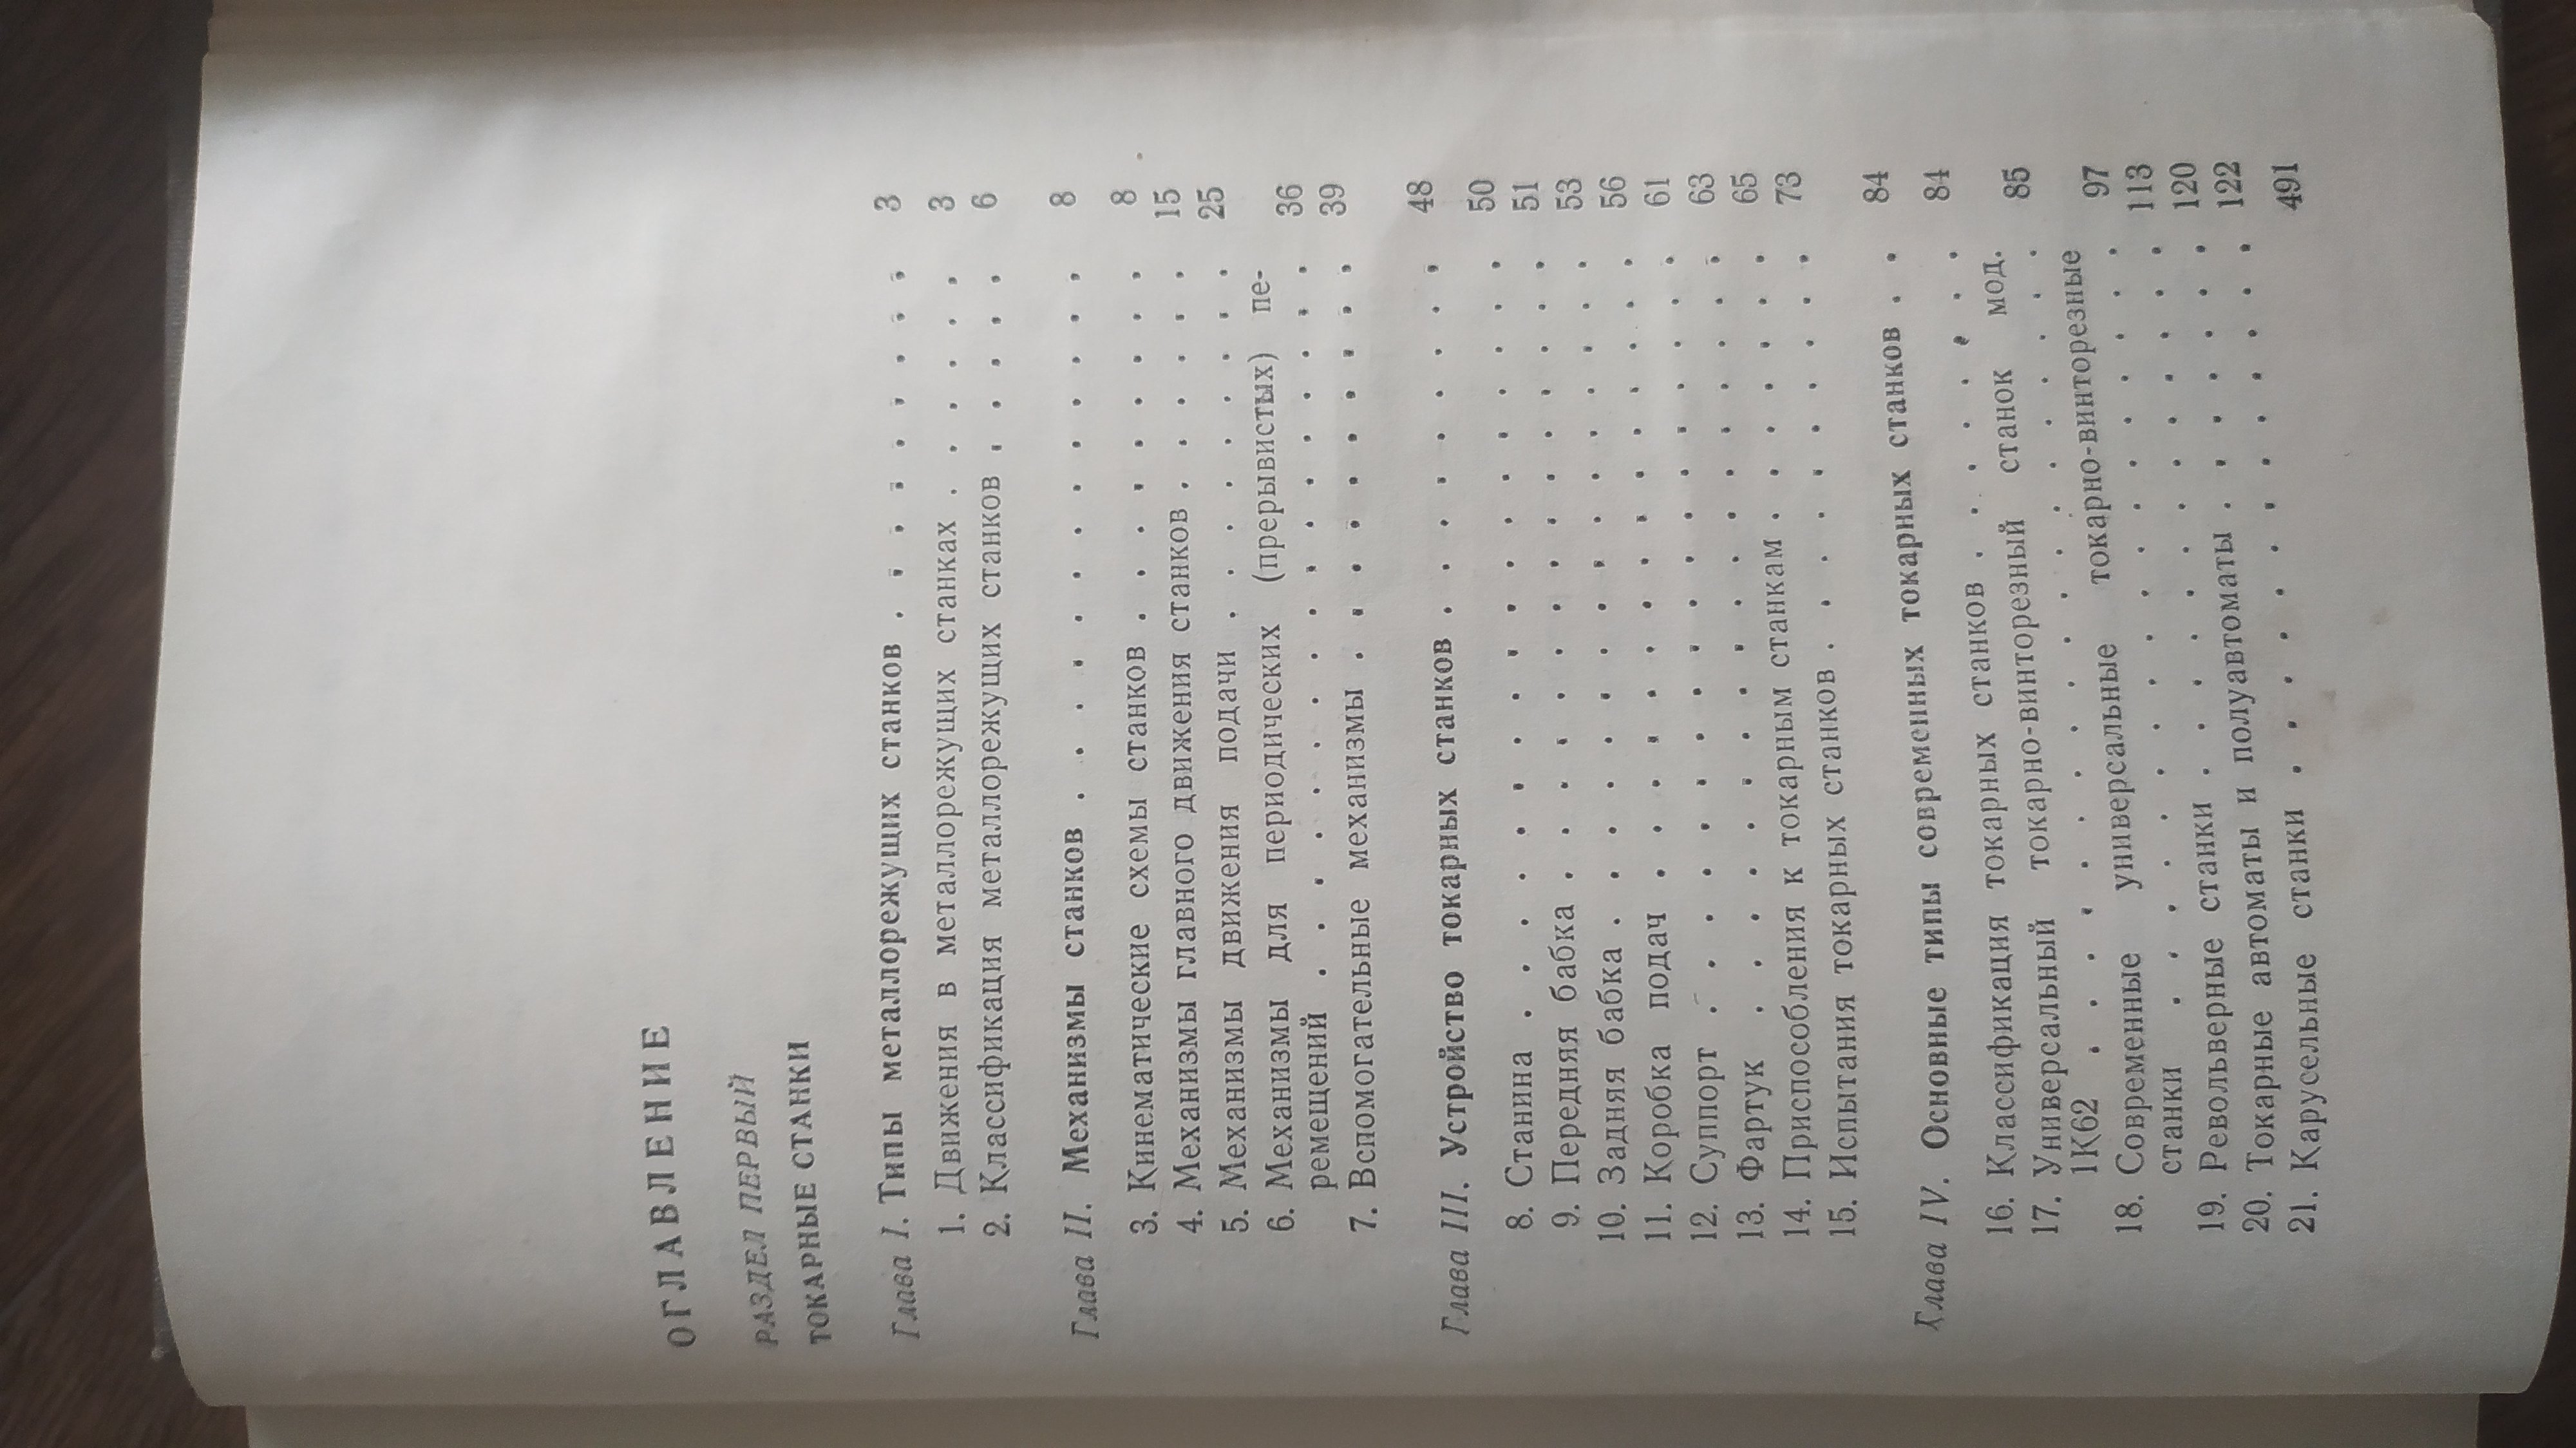 ОГЛАВЛЕНИЕ
РАЗДЕЛ ПЕРВЫЙ
ТОКАРНЫЕ СТАНКИ
Глава I. Типы металлорежущих станков . . . . . . . . . 3
1. Движения в металлорежущих станках . . . . . . 3
2. Классификация металлорежущих станков . . . . . 6
Глава II. Механизмы станков . . . . . . . . . . . . . 8
3. Кинематические схемы станков . . . . . . . . . 8
4. Механизмы главного движения станков . . . . . . 15
5. Механизмы движения подачи . . . . . . . . . 25
6. Механизмы для периодических (прерывистых) пе-
ремещений . . . . . . . . . . . . . . . . . 36
7. Вспомогательные механизмы . . . . . . . . . . 39
Глава III. Устройство токарных станков . . . . . . . . . 48
8. Станина . . . . . . . . . . . . . . . . . . 50
9. Передняя бабка . . . . . . . . . . . . . . . 51
10. Задняя бабка . . . . . . . . . . . . . . . . 53
11. Коробка подач . . . . . . . . . . . . . . . 56
12. Суппорт . . . . . . . . . . . . . . . . . . 61
13. Фартук . . . . . . . . . . . . . . . . . . 63
14. Приспособления к токарным станкам . . . . . . . 65
15. Испытания токарных станков . . . . . . . . . . 73
Глава IV. Основные типы современных токарных станков . . 84
16. Классификация токарных станков . . . . . . . . 84
17. Универсальный токарно-винторезный станок мод.
1К62 . . . . . . . . . . . . . . . . . . . . 85
18. Современные универсальные токарно-винторезные
станки . . . . . . . . . . . . . . . . . . 97
19. Револьверные станки . . . . . . . . . . . . . 113
20. Токарные автоматы и полуавтоматы . . . . . . . 120
21. Карусельные станки . . . . . . . . . . . . . 122
491